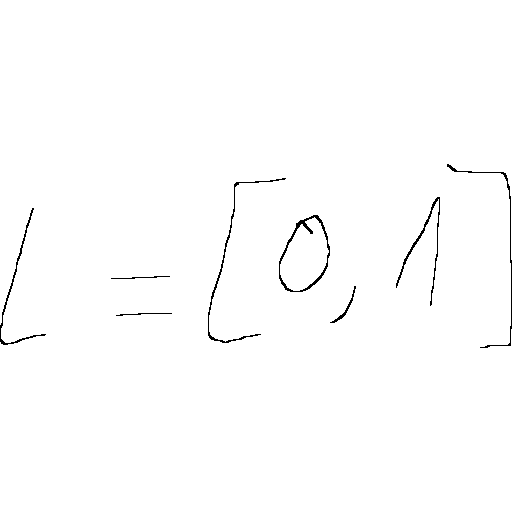 L = [0, 1]